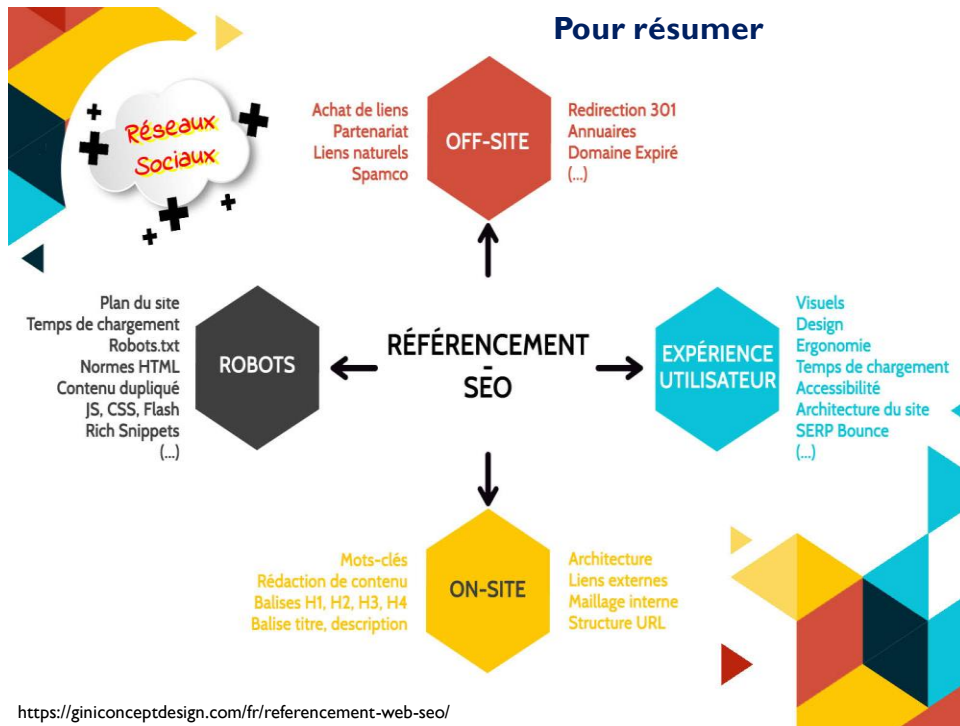 Pour résumer
Réseaux
Sociaux
Achat de liens
Partenariat
Liens naturels
Spamco
OFF-SITE
Redirection 301
Annuaires
Domaine Expiré
(...)
Plan du site
Temps de chargement
Robots.txt
Normes HTML
Contenu dupliqué
JS, CSS, Flash
Rich Snippets
(...)
ROBOTS
RÉFÉRENCEMENT
-
SEO
EXPÉRIENCE
UTILISATEUR
Visuels
Design
Ergonomie
Temps de chargement
Accessibilité
Architecture du site
SERP Bounce
(...)
Mots-clés
Rédaction de contenu
Balises H1, H2, H3, H4
Balise titre, description
ON-SITE
Architecture
Liens externes
Maillage interne
Structure URL
https://giniconceptdesign.com/fr/referencement-web-seo/